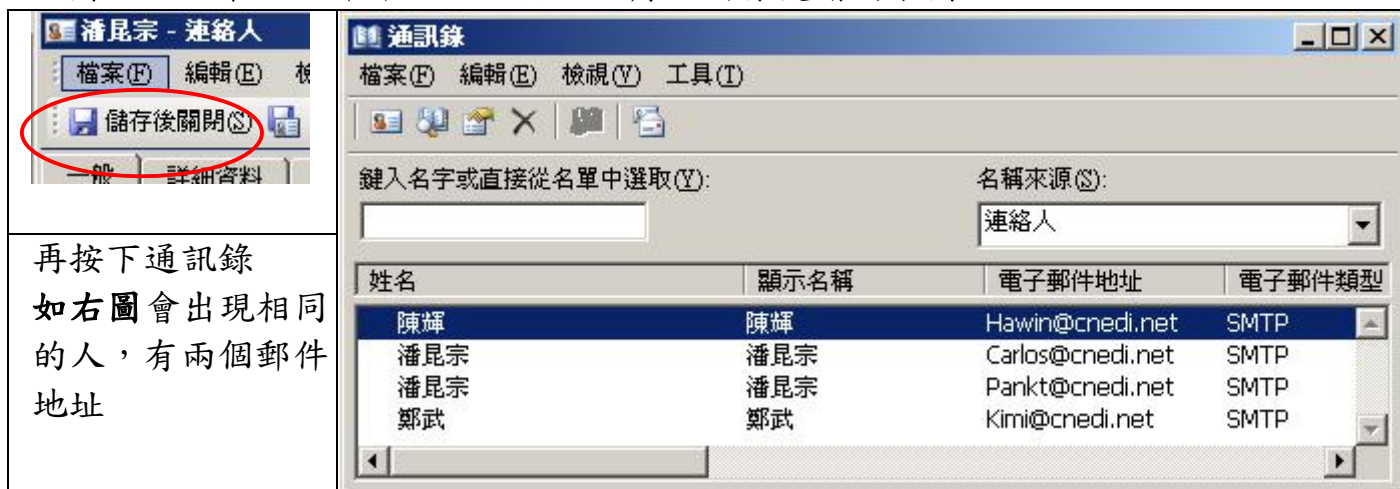 潘昆宗 - 連絡人
檔案(F) 編輯(E)
儲存後關閉(S)
一般 詳細資料
再按下通訊錄
如右圖會出現相同
的人，有兩個郵件
地址
通訊錄
檔案(F) 編輯(E) 檢視(V) 工具(T)
鍵入名字或直接從名單中選取(Y): 名稱來源(S):
連絡人
姓名 顯示名稱 電子郵件地址 電子郵件類型
陳輝 陳輝 Hawin@cnedi.net SMTP
潘昆宗 潘昆宗 Carlos@cnedi.net SMTP
潘昆宗 潘昆宗 Pankt@cnedi.net SMTP
鄭武 鄭武 Kimi@cnedi.net SMTP